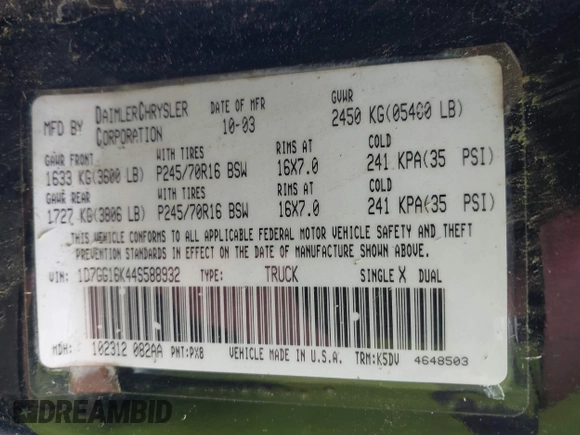 MFD BY DAIMLERCHRYSLER CORPORATION DATE OF MFR 10-03 GVWR 2450 KG(05400 LB)
GAWR FRONT WITH TIRES RIMS AT COLD
1633 KG(3600 LB) P245/70R16 BSW 16X7.0 241 KPA(35 PSI)
GAWR REAR WITH TIRES RIMS AT COLD
1727 KG(3806 LB) P245/70R16 BSW 16X7.0 241 KPA(35 PSI)
THIS VEHICLE CONFORMS TO ALL APPLICABLE FEDERAL MOTOR VEHICLE SAFETY AND THEFT
PREVENTION STANDARDS IN EFFECT ON THE DATE OF MANUFACTURE SHOWN ABOVE.
VIN: 1D7GG16K44S588932 TYPE: TRUCK SINGLE X DUAL
MDH: 102312 082AA PNT:PXB VEHICLE MADE IN U.S.A. TRM:K5DV 4648503
DREAMBID